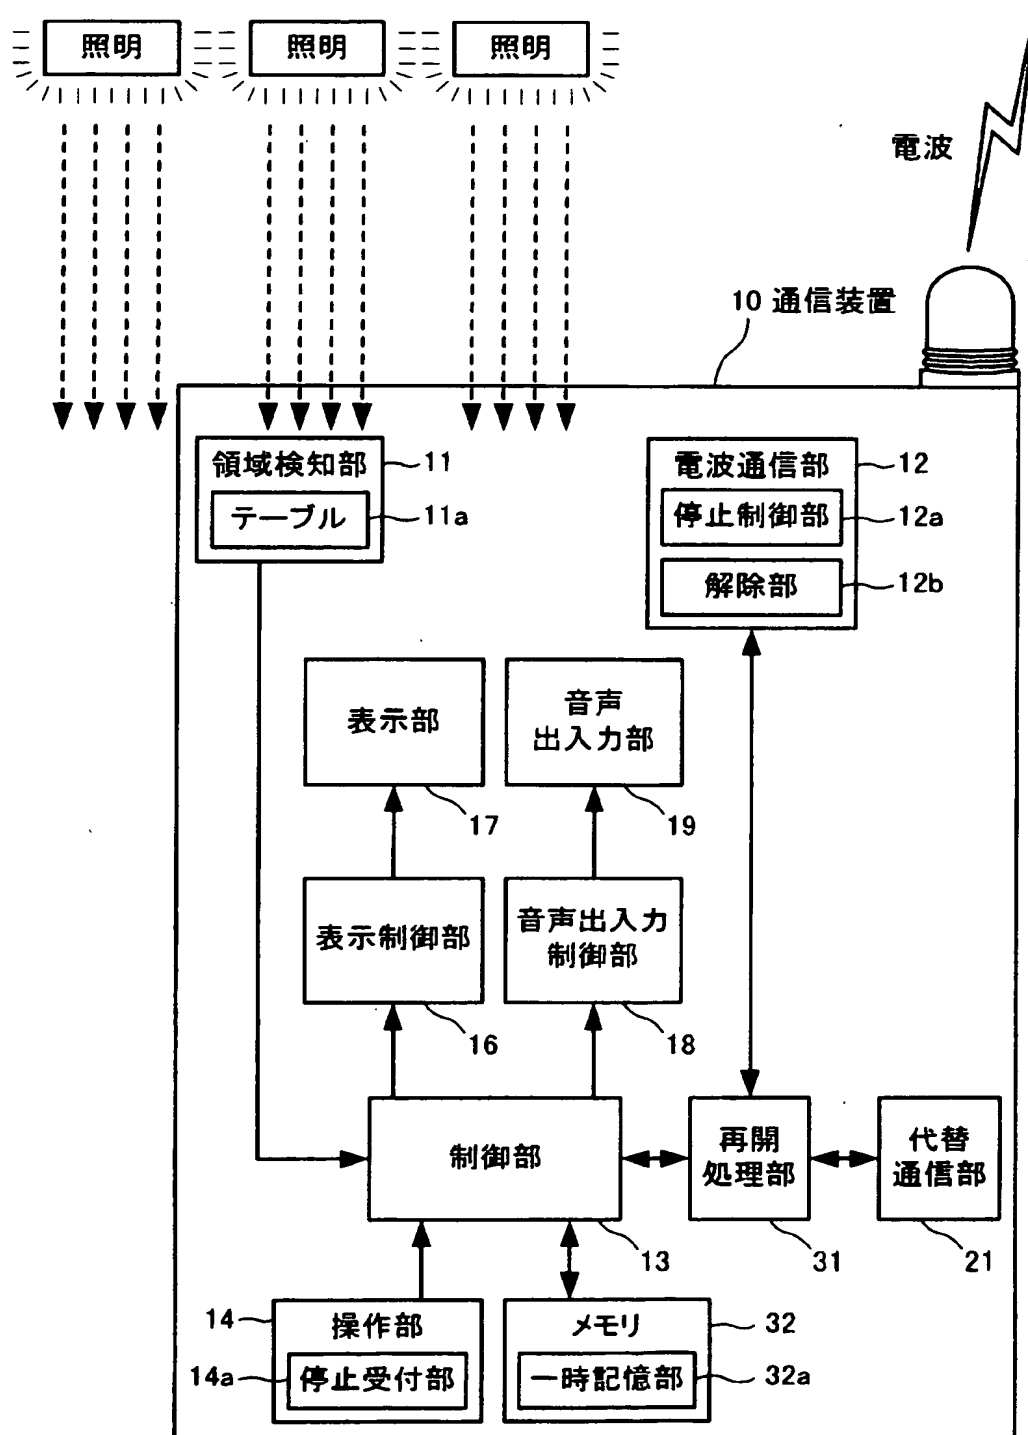 照明
照明
照明
電波
10 通信装置
領域検知部
11
テーブル
11a
電波通信部
12
停止制御部
12a
解除部
12b
表示部
17
音声
出入力部
19
表示制御部
16
音声出入力
制御部
18
制御部
13
再開
処理部
31
代替
通信部
21
14
操作部
14a
停止受付部
メモリ
32
一時記憶部
32a